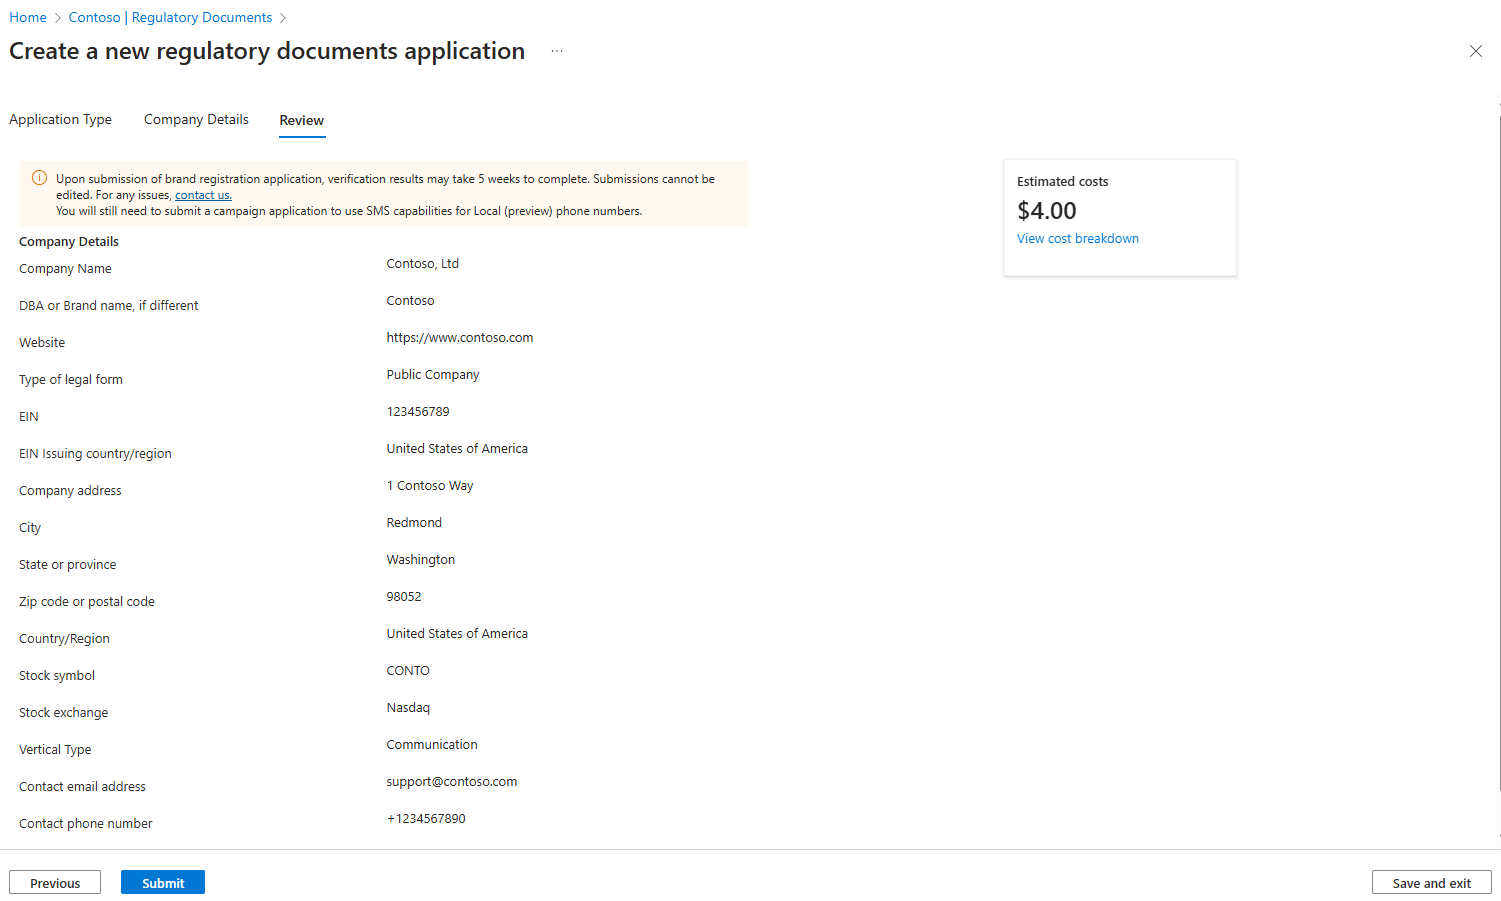 Home > Contoso | Regulatory Documents >
Create a new regulatory documents application ...
Application Type Company Details Review
Upon submission of brand registration application, verification results may take 5 weeks to complete. Submissions cannot be
edited. For any issues, contact us.
You will still need to submit a campaign application to use SMS capabilities for Local (preview) phone numbers.
Estimated costs
$4.00
View cost breakdown
Company Details
Company Name Contoso, Ltd
DBA or Brand name, if different Contoso
Website https://www.contoso.com
Type of legal form Public Company
EIN 123456789
EIN Issuing country/region United States of America
Company address 1 Contoso Way
City Redmond
State or province Washington
Zip code or postal code 98052
Country/Region United States of America
Stock symbol CONTO
Stock exchange Nasdaq
Vertical Type Communication
Contact email address support@contoso.com
Contact phone number +1234567890
Previous Submit Save and exit